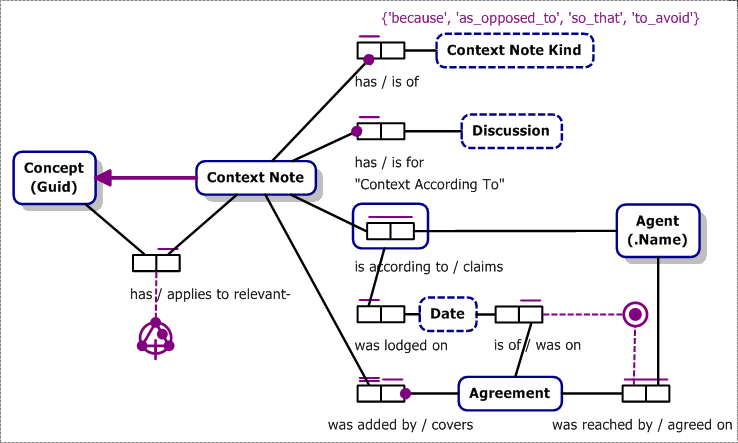 {'because', 'as_opposed_to', 'so_that', 'to_avoid'}
Context Note Kind
has / is of
Discussion
has / is for
"Context According To"
Concept
(Guid)
Context Note
Agent
(.Name)
is according to / claims
has / applies to relevant-
Date
was lodged on
is of / was on
Agreement
was added by / covers
was reached by / agreed on